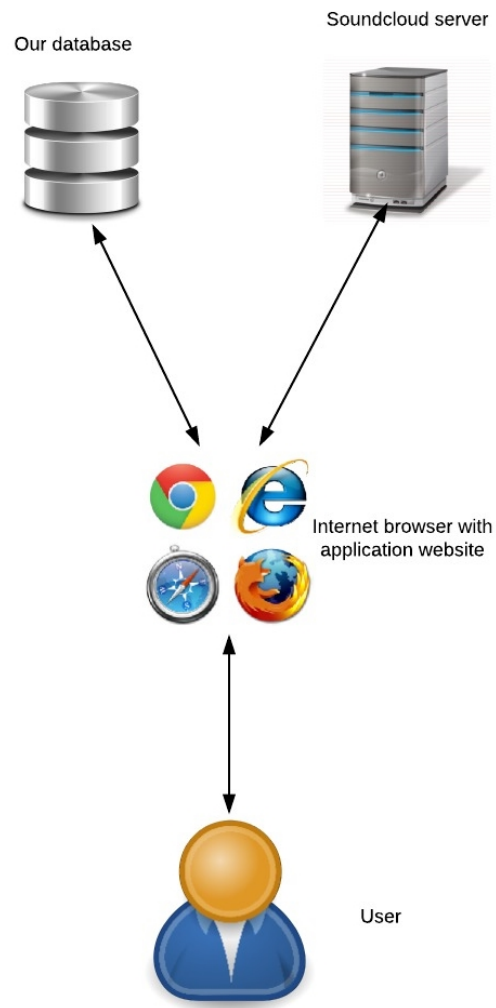 Soundcloud server
Our database
Internet browser with
application website
User